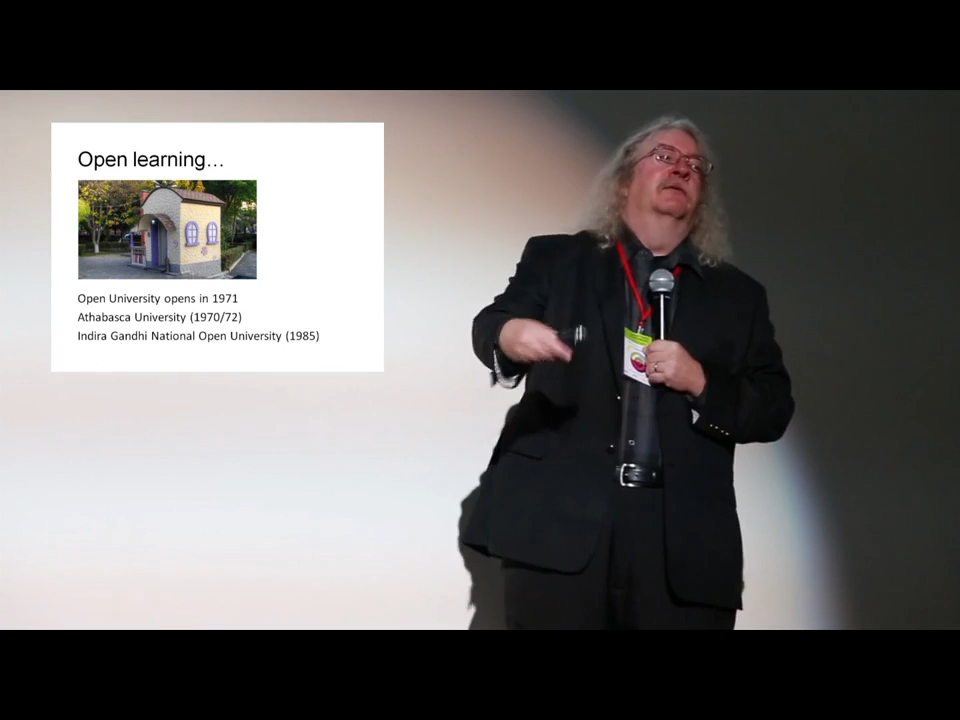 Open learning…
Open University opens in 1971
Athabasca University (1970/72)
Indira Gandhi National Open University (1985)